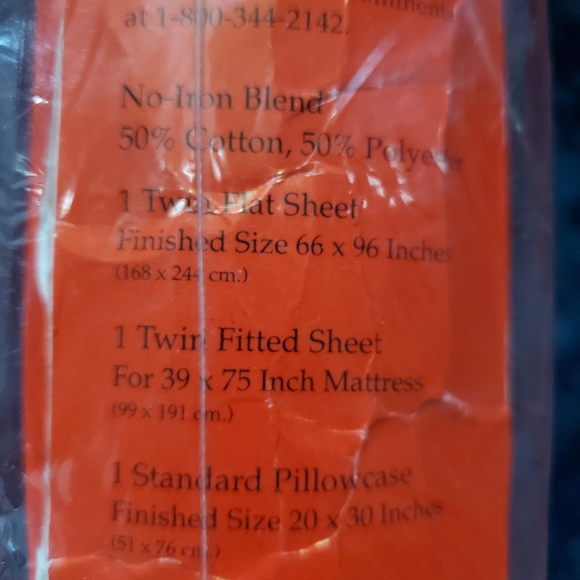 comments
at 1-800-344-2142.
No-Iron Blend
50% Cotton, 50% Polyester
1 Twin Flat Sheet
Finished Size 66 x 96 Inches
(168 x 244 cm.)
1 Twin Fitted Sheet
For 39 x 75 Inch Mattress
(99 x 191 cm.)
1 Standard Pillowcase
Finished Size 20 x 30 Inches
(51 x 76 cm.)